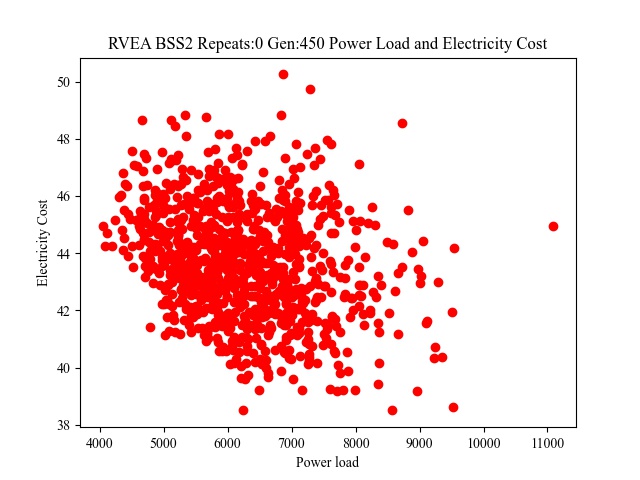 RVEA BSS2 Repeats:0 Gen:450 Power Load and Electricity Cost
Electricity Cost
50
48
46
44
42
40
38
4000 5000 6000 7000 8000 9000 10000 11000
Power load